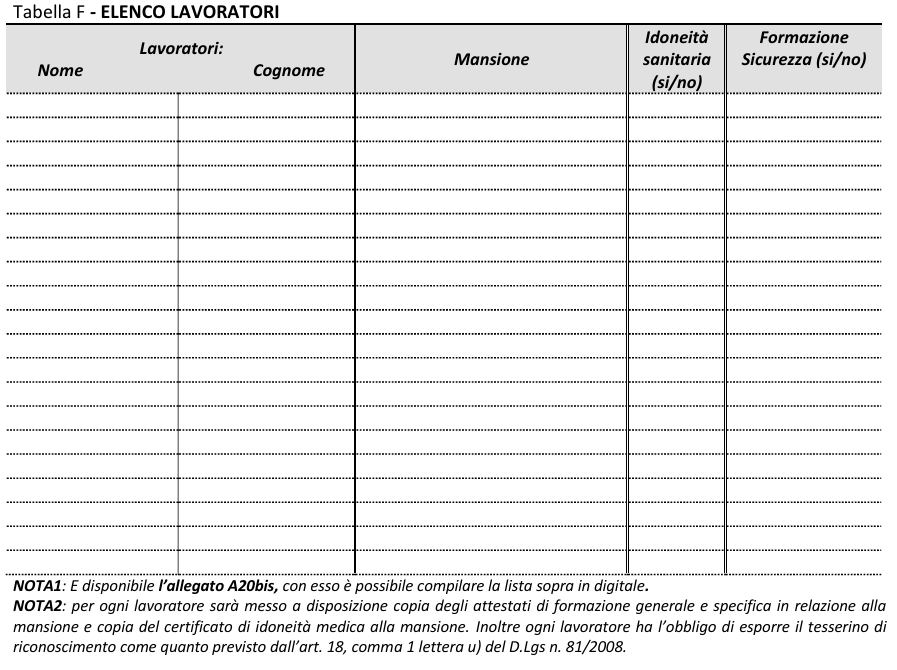 Tabella F - ELENCO LAVORATORI
Lavoratori:
Nome Cognome
Mansione
Idoneità
sanitaria
(si/no)
Formazione
Sicurezza (si/no)
NOTA1: E disponibile l’allegato A20bis, con esso è possibile compilare la lista sopra in digitale.
NOTA2: per ogni lavoratore sarà messo a disposizione copia degli attestati di formazione generale e specifica in relazione alla
mansione e copia del certificato di idoneità medica alla mansione. Inoltre ogni lavoratore ha l’obbligo di esporre il tesserino di
riconoscimento come quanto previsto dall’art. 18, comma 1 lettera u) del D.Lgs n. 81/2008.